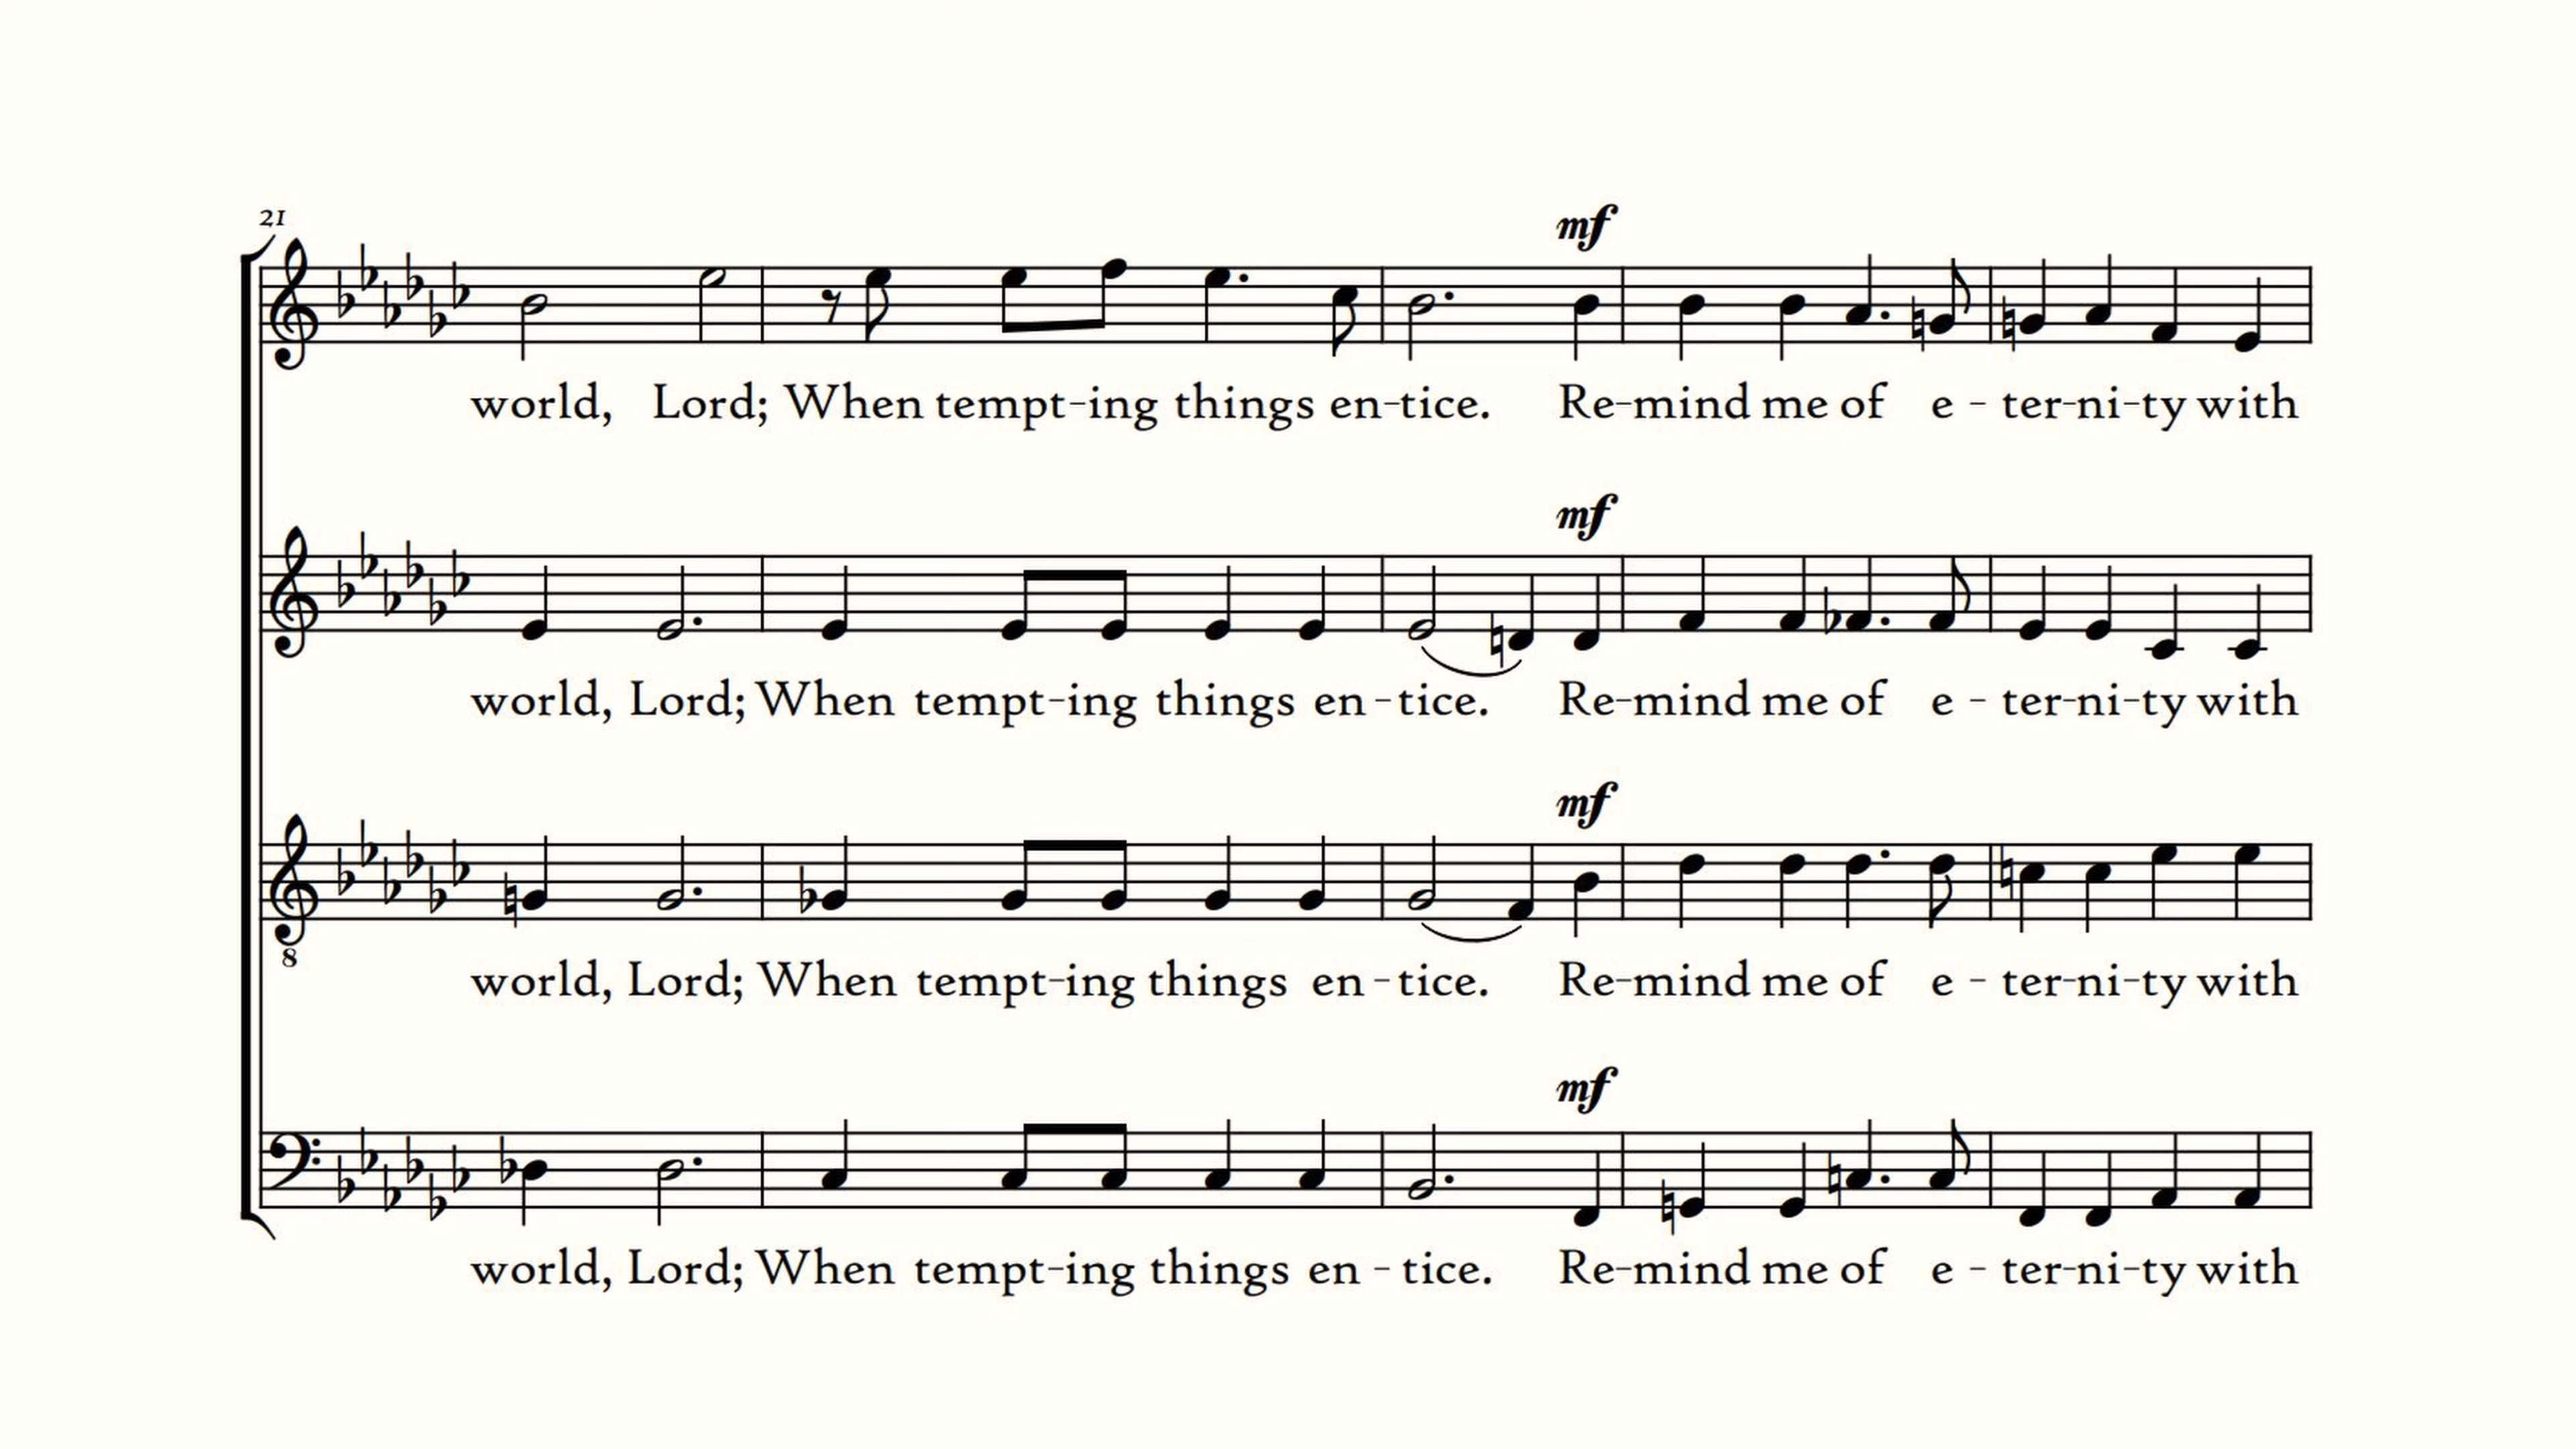 21
mf
world, Lord; When tempt-ing things en-tice. Re-mind me of e - ter-ni-ty with
mf
world, Lord; When tempt-ing things en-tice. Re-mind me of e - ter-ni-ty with
mf
8
world, Lord; When tempt-ing things en-tice. Re-mind me of e - ter-ni-ty with
mf
world, Lord; When tempt-ing things en - tice. Re-mind me of e - ter-ni-ty with